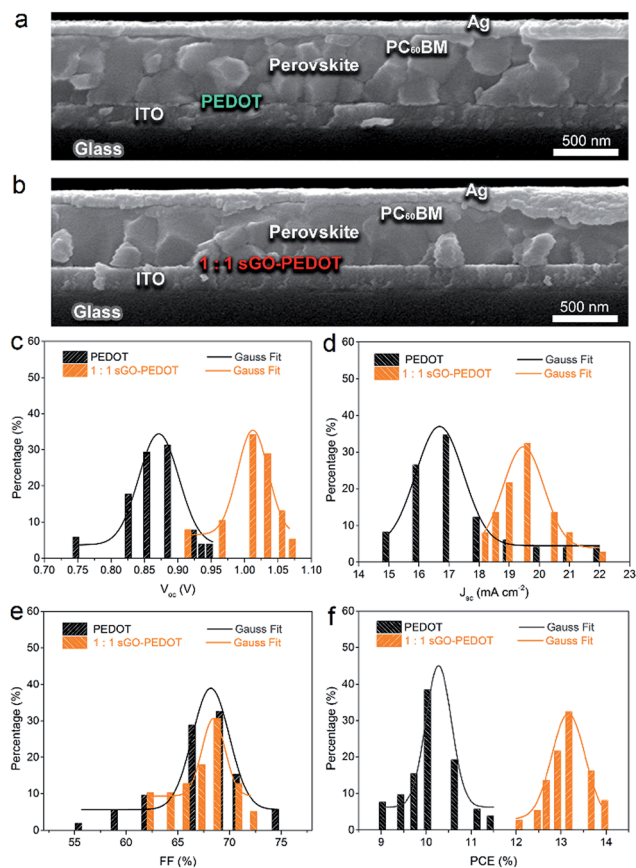 a
Ag
PC₆₀BM
Perovskite
PEDOT
ITO
Glass
500 nm
b
Ag
PC₆₀BM
Perovskite
1 : 1 sGO-PEDOT
ITO
Glass
500 nm
c
PEDOT
Gauss Fit
1 : 1 sGO-PEDOT
Gauss Fit
Percentage (%)
60
50
40
30
20
10
0
0.70 0.75 0.80 0.85 0.90 0.95 1.00 1.05 1.10
Voc (V)
d
PEDOT
Gauss Fit
1 : 1 sGO-PEDOT
Gauss Fit
Percentage (%)
60
50
40
30
20
10
0
14 15 16 17 18 19 20 21 22
Jsc (mA cm⁻²)
e
PEDOT
Gauss Fit
1 : 1 sGO-PEDOT
Gauss Fit
Percentage (%)
60
50
40
30
20
10
0
55 60 65 70 75
FF (%)
f
PEDOT
Gauss Fit
1 : 1 sGO-PEDOT
Gauss Fit
Percentage (%)
60
50
40
30
20
10
0
9 10 11 12 13 14
PCE (%)